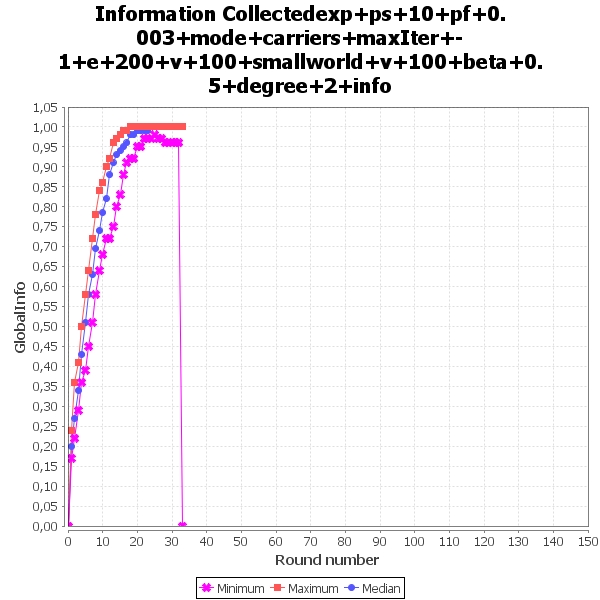 Information Collectedexp+ps+10+pf+0.
003+mode+carriers+maxIter+-
1+e+200+v+100+smallworld+v+100+beta+0.
5+degree+2+info
1,05
1,00
0,95
0,90
0,85
0,80
0,75
0,70
0,65
0,60
0,55
0,50
0,45
0,40
0,35
0,30
0,25
0,20
0,15
0,10
0,05
0,00
GlobalInfo
0 10 20 30 40 50 60 70 80 90 100 110 120 130 140 150
Round number
Minimum Maximum Median